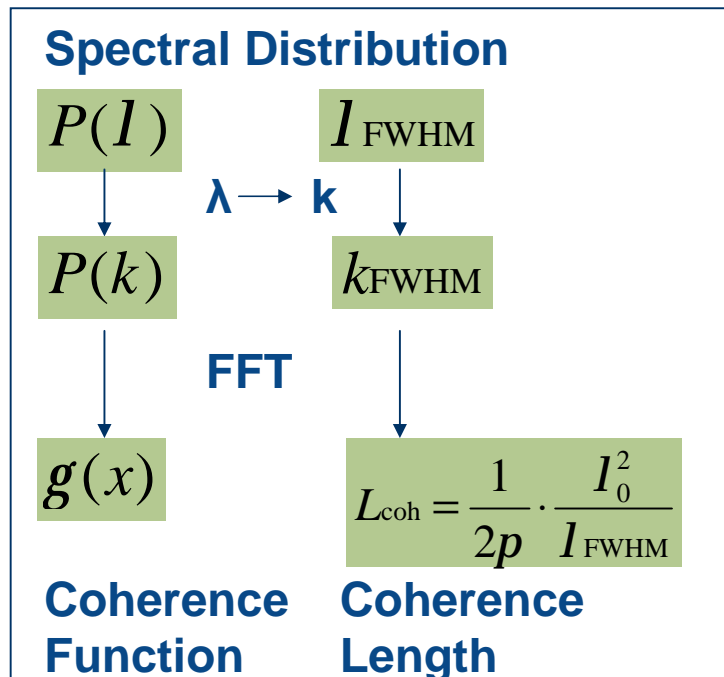 Spectral Distribution
P(l) l FWHM
λ → k
P(k) kFWHM
FFT
g(x) Lcoh = 1/2p · l₀²/l FWHM
Coherence Coherence
Function Length